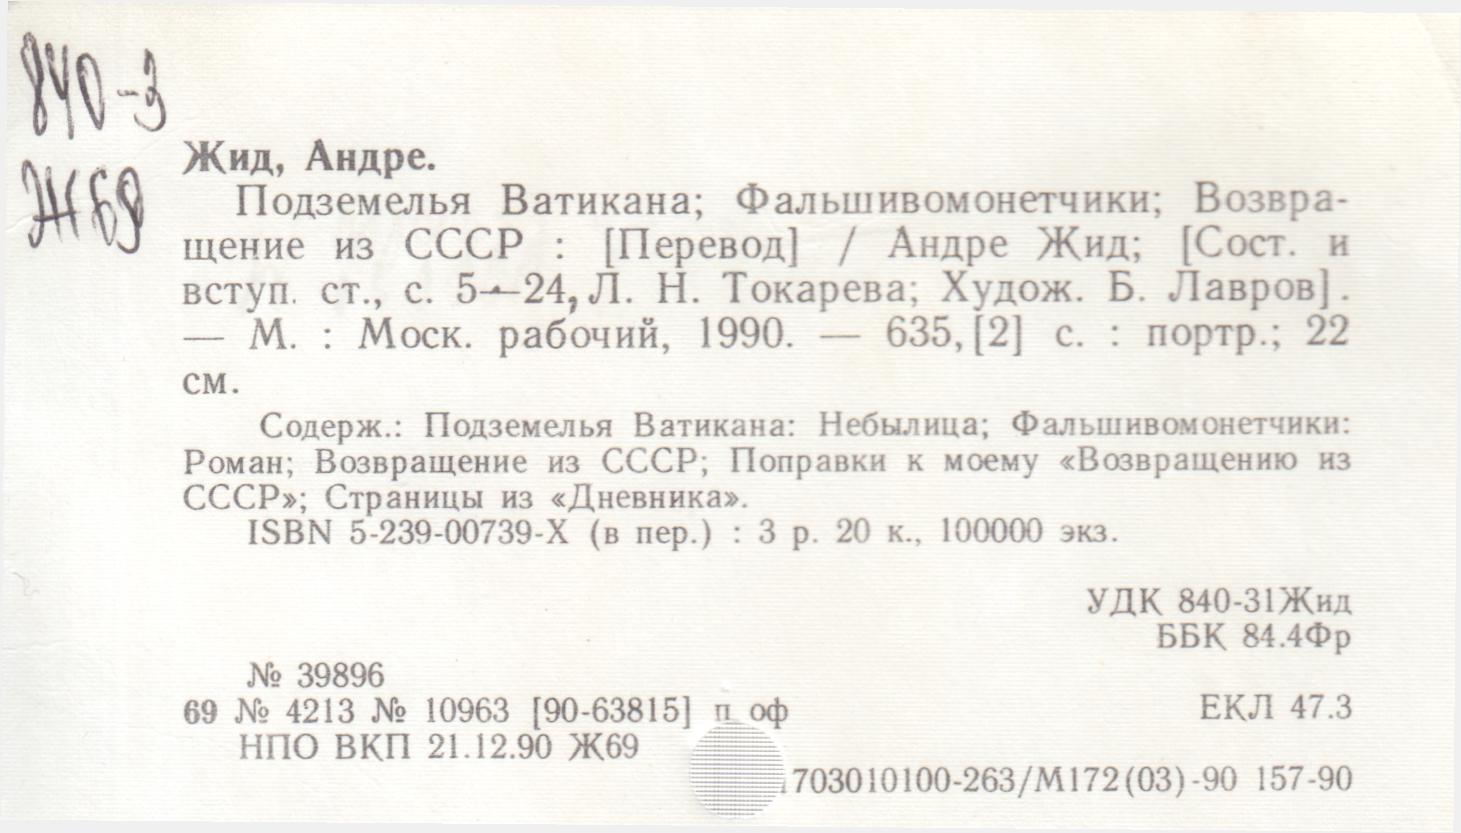 840-3
Ж69
Жид, Андре.
Подземелья Ватикана; Фальшивомонетчики; Возвра-
щение из СССР : [Перевод] / Андре Жид; [Сост. и
вступ. ст., с. 5—24, Л. Н. Токарева; Худож. Б. Лавров].
— М. : Моск. рабочий, 1990. — 635, [2] с. : портр.; 22
см.
Содерж.: Подземелья Ватикана: Небылица; Фальшивомонетчики:
Роман; Возвращение из СССР; Поправки к моему «Возвращению из
СССР»; Страницы из «Дневника».
ISBN 5-239-00739-X (в пер.) : 3 р. 20 к., 100000 экз.
УДК 840-31Жид
ББК 84.4Фр
№ 39896
69 № 4213 № 10963 [90-63815] п оф
ЕКЛ 47.3
НПО ВКП 21.12.90 Ж69
703010100-263/М172(03)-90 157-90